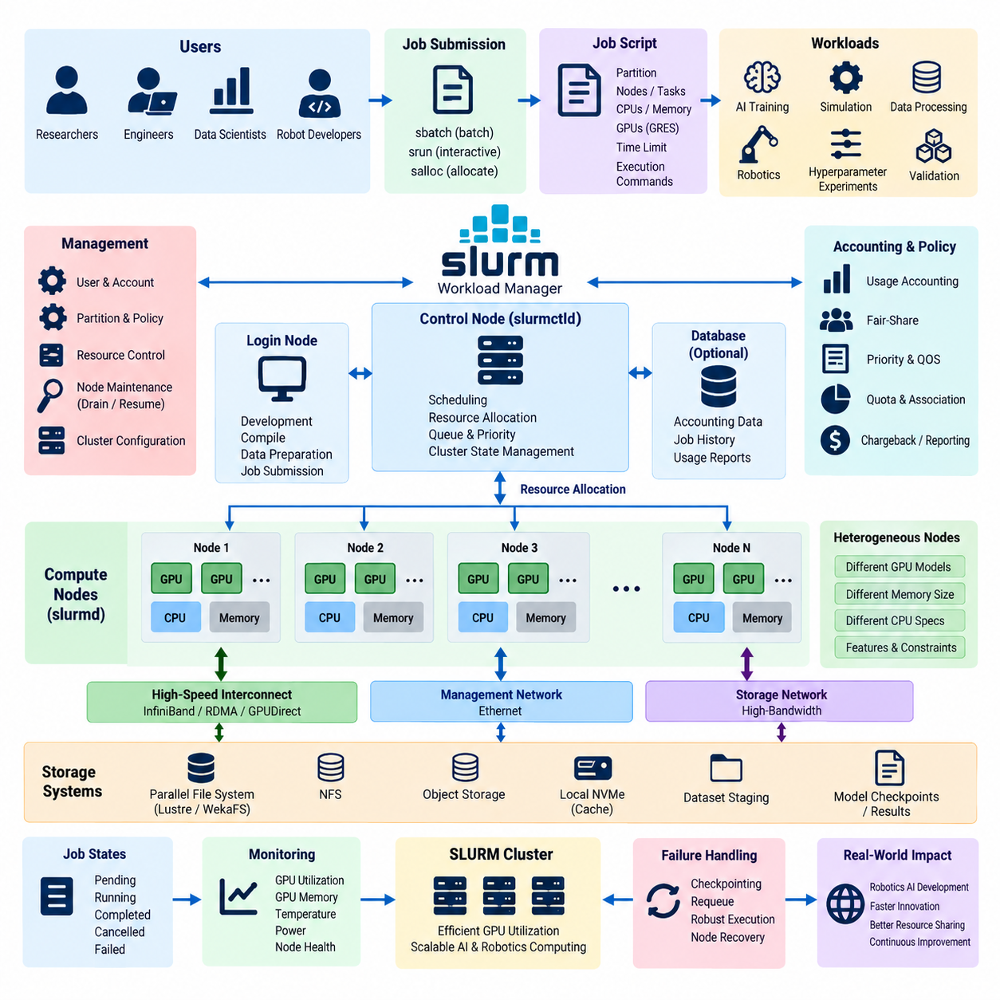 Users
Researchers
Engineers
Data Scientists
Robot Developers
</>
Job Submission
sbatch (batch)
srun (interactive)
salloc (allocate)
Job Script
Partition
Nodes / Tasks
CPUs / Memory
GPUs (GRES)
Time Limit
Execution
Commands
Workloads
AI Training
Simulation
Data Processing
Robotics
Hyperparameter
Experiments
Validation
Management
User & Account
Partition & Policy
Resource Control
Node Maintenance
(Drain / Resume)
Cluster Configuration
slurm
Workload Manager
Login Node
Development
Compile
Data Preparation
Job Submission
Control Node (slurmctld)
Scheduling
Resource Allocation
Queue & Priority
Cluster State Management
Database
(Optional)
Accounting Data
Job History
Usage Reports
Accounting & Policy
Usage Accounting
Fair-Share
Priority & QOS
Quota & Association
$
Chargeback / Reporting
Resource Allocation
Compute
Nodes
(slurmd)
Node 1
GPU
GPU
...
CPU
Memory
Node 2
GPU
GPU
...
CPU
Memory
Node 3
GPU
GPU
...
CPU
Memory
...
Node N
GPU
GPU
...
CPU
Memory
Heterogeneous Nodes
Different GPU Models
Different Memory Size
Different CPU Specs
Features & Constraints
High-Speed Interconnect
InfiniBand / RDMA / GPUDirect
Management Network
Ethernet
Storage Network
High-Bandwidth
Storage
Systems
Parallel File System
(Lustre / WekaFS)
NFS
Object Storage
Local NVMe
(Cache)
Dataset Staging
Model Checkpoints
/ Results
Job States
Pending
Running
Completed
Cancelled
Failed
Monitoring
GPU Utilization
GPU Memory
Temperature
Power
Node Health
SLURM Cluster
Efficient GPU Utilization
Scalable AI & Robotics Computing
Failure Handling
Checkpointing
Requeue
Robust Execution
Node Recovery
Real-World Impact
Robotics AI Development
Faster Innovation
Better Resource Sharing
Continuous Improvement